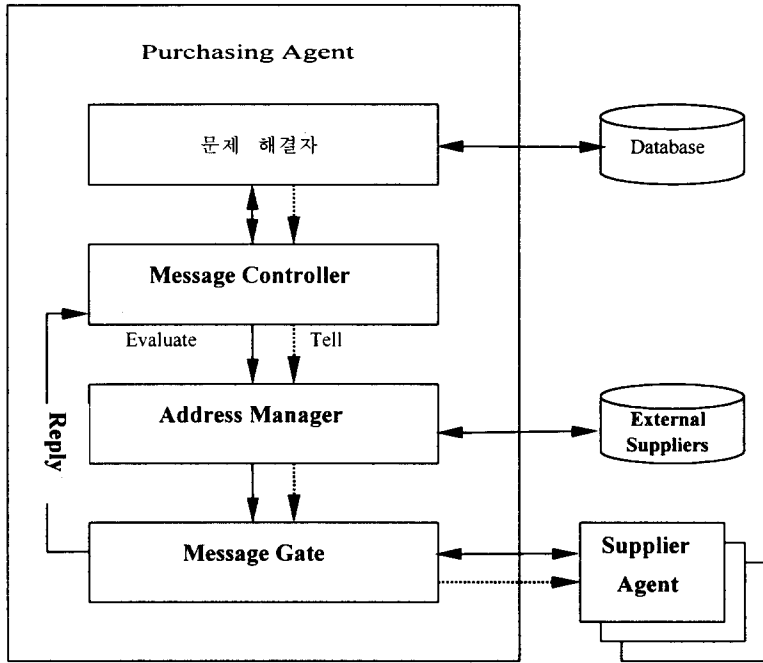 Purchasing Agent
문제 해결자
Database
Message Controller
Evaluate
Tell
Reply
Address Manager
External
Suppliers
Message Gate
Supplier
Agent